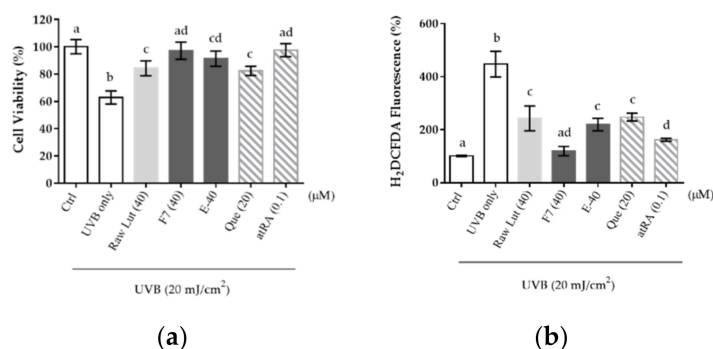 120
100
80
60
40
20
0
Cell Viability (%)
a
b
c
ad
cd
c
ad
Ctrl
UVB only
Raw Lut (40)
F7 (40)
E-40
Que (20)
atRA (0.1)
(μM)
UVB (20 mJ/cm²)
(a)
600
400
200
0
H₂DCFDA Fluorescence (%)
a
b
c
ad
c
c
d
Ctrl
UVB only
Raw Lut (40)
F7 (40)
E-40
Que (20)
atRA (0.1)
(μM)
UVB (20 mJ/cm²)
(b)